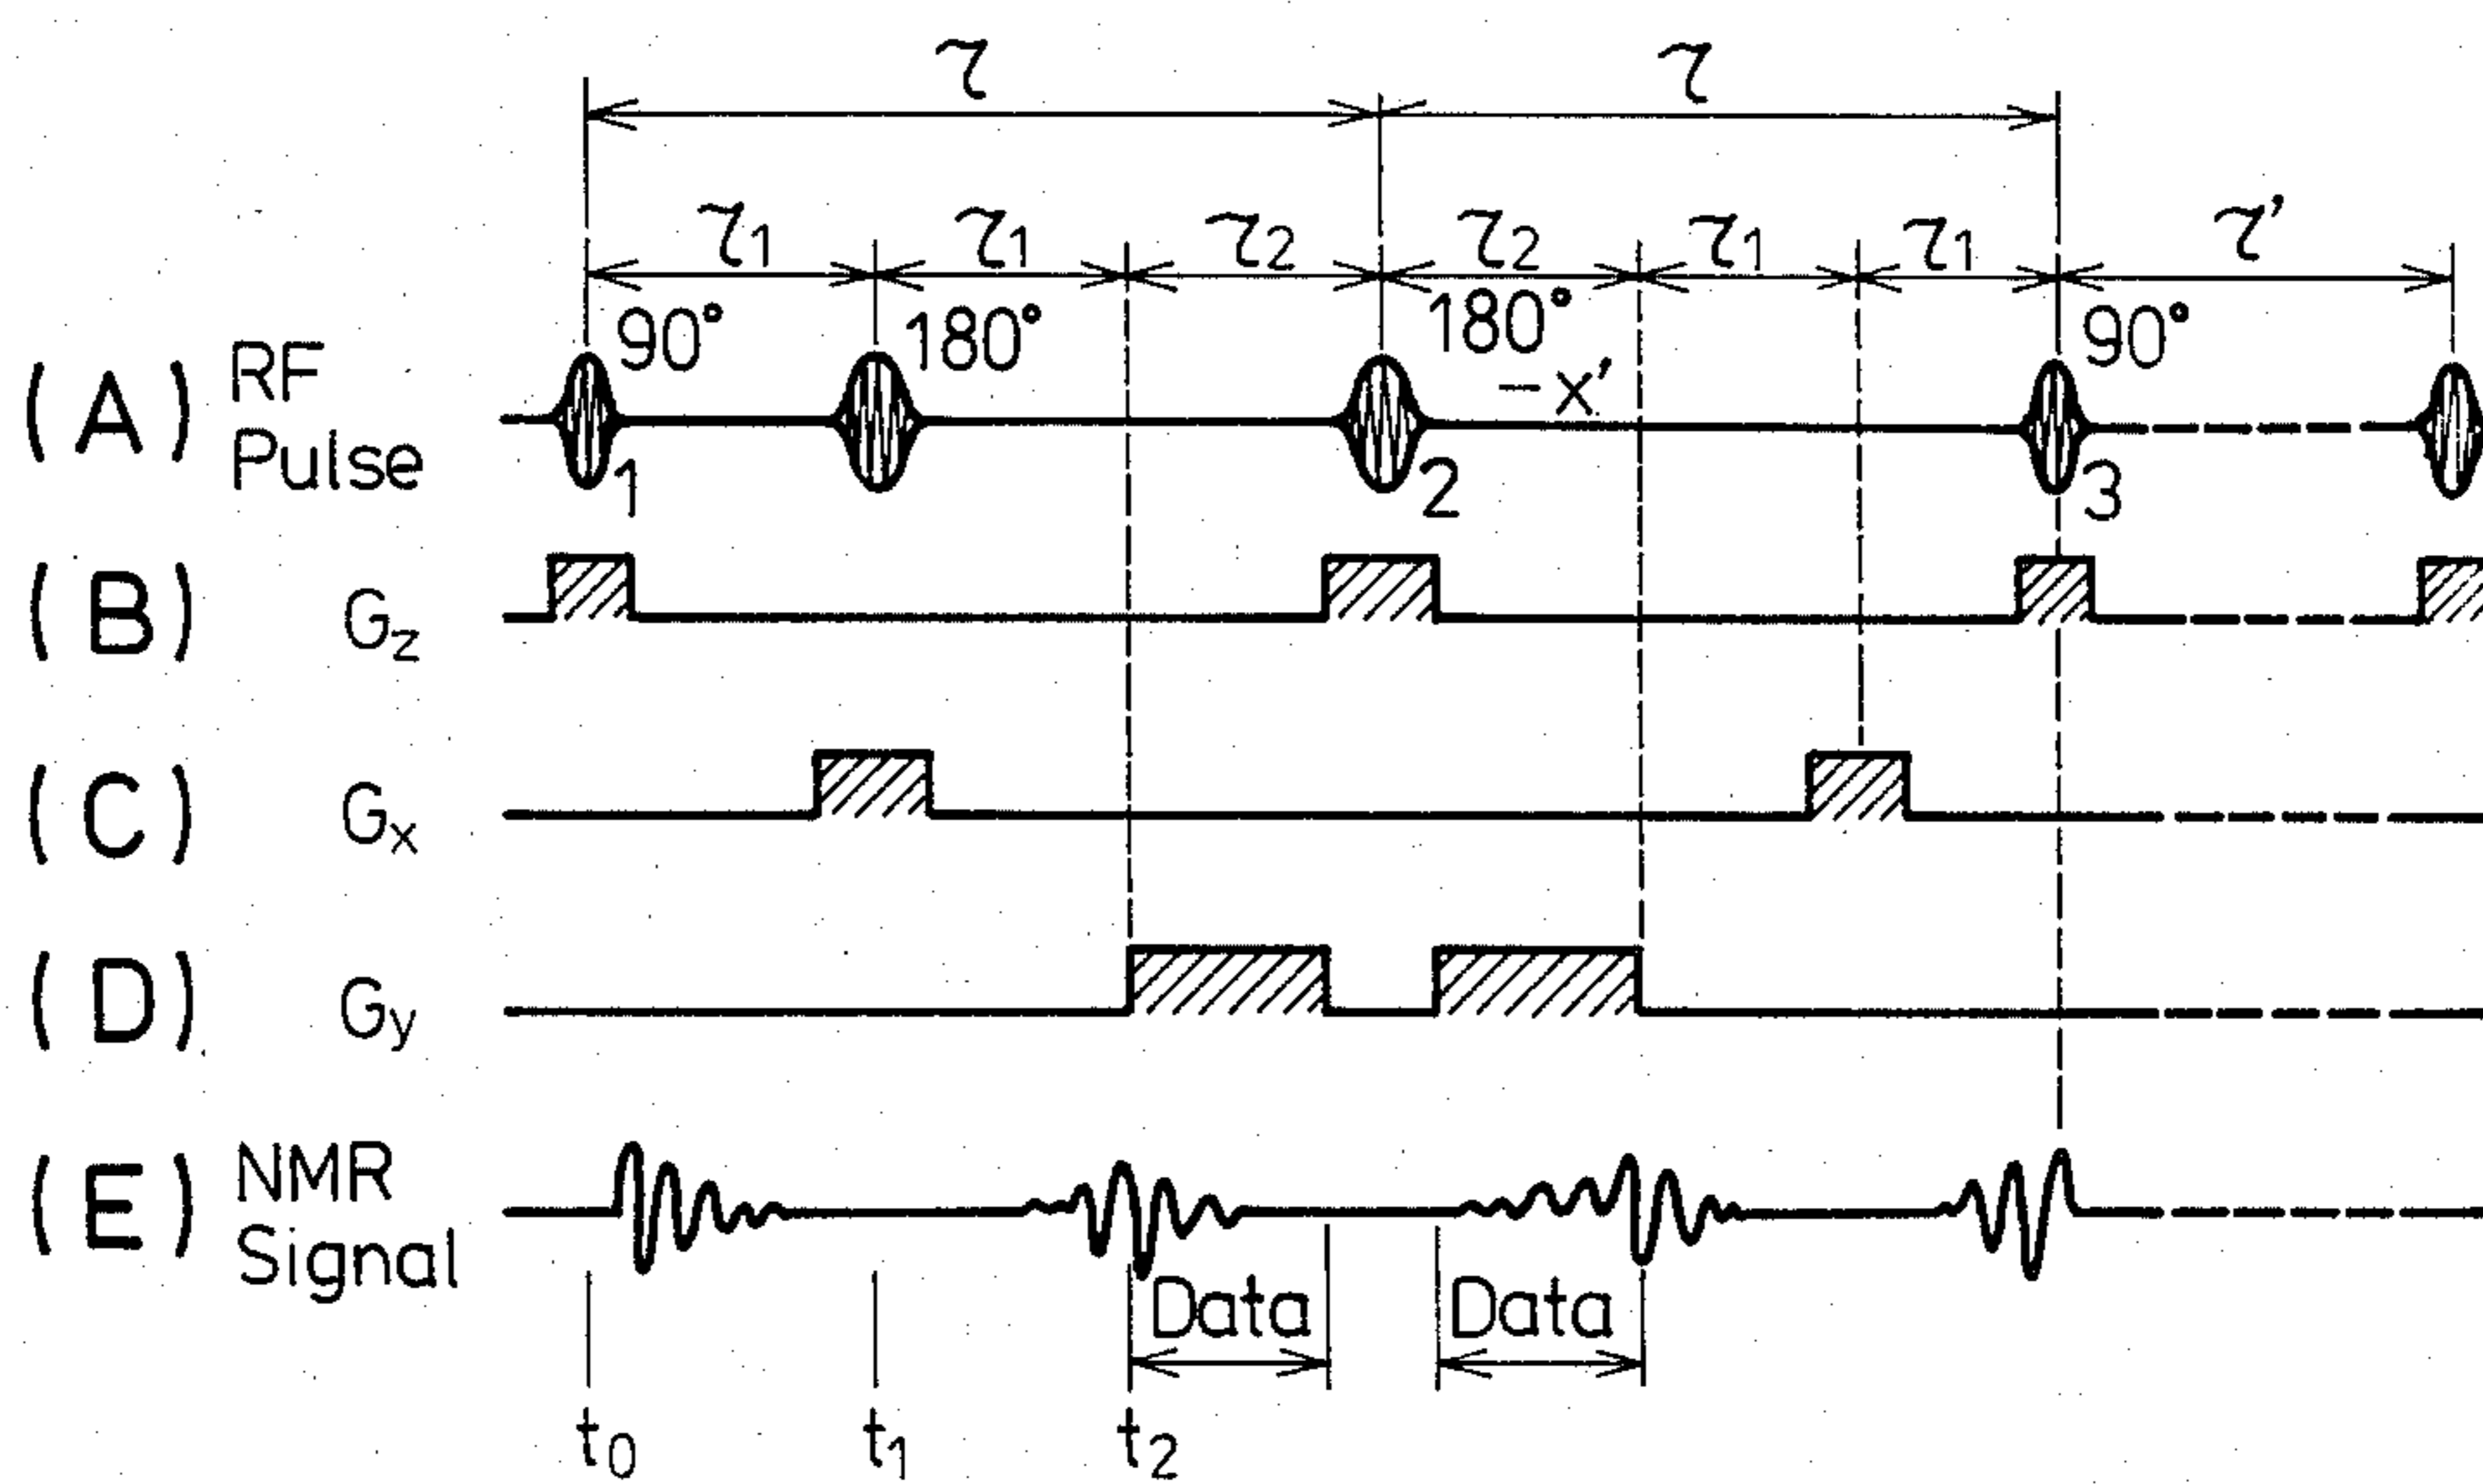 τ τ
τ1 τ1 τ2 τ2 τ1 τ1 τ'
90° 180° 180° 90°
-x'
(A) RF
Pulse
1 2 3
(B) Gz
(C) Gx
(D) Gy
(E) NMR
Signal
Data Data
t0 t1 t2